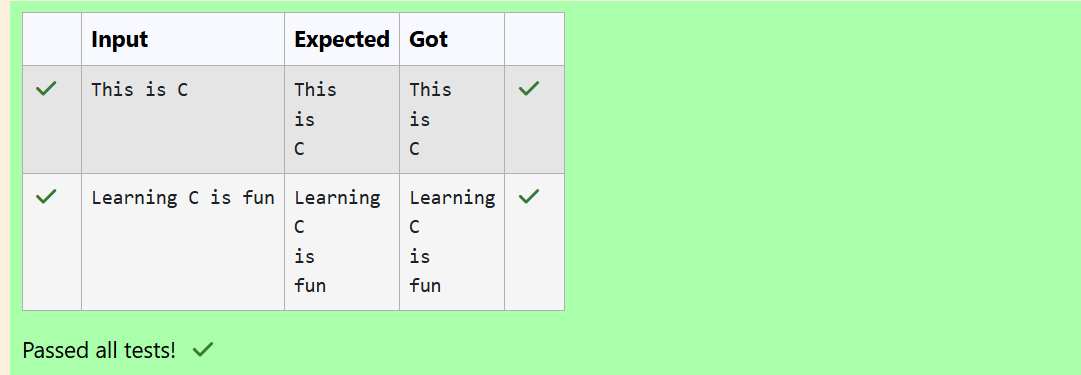 Input Expected Got
This is C This This
is is
C C
Learning C is fun Learning Learning
C C
is is
fun fun
Passed all tests!